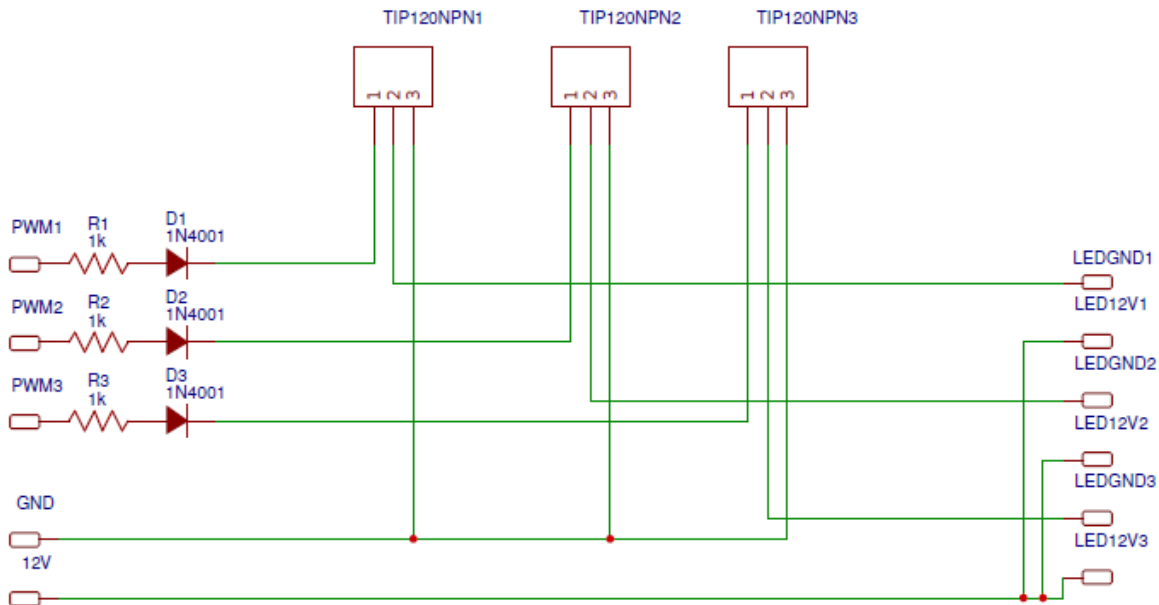 TIP120NPN1
TIP120NPN2
TIP120NPN3
1 2 3
1 2 3
1 2 3
PWM1
R1
1k
D1
1N4001
PWM2
R2
1k
D2
1N4001
PWM3
R3
1k
D3
1N4001
GND
12V
LEDGND1
LED12V1
LEDGND2
LED12V2
LEDGND3
LED12V3